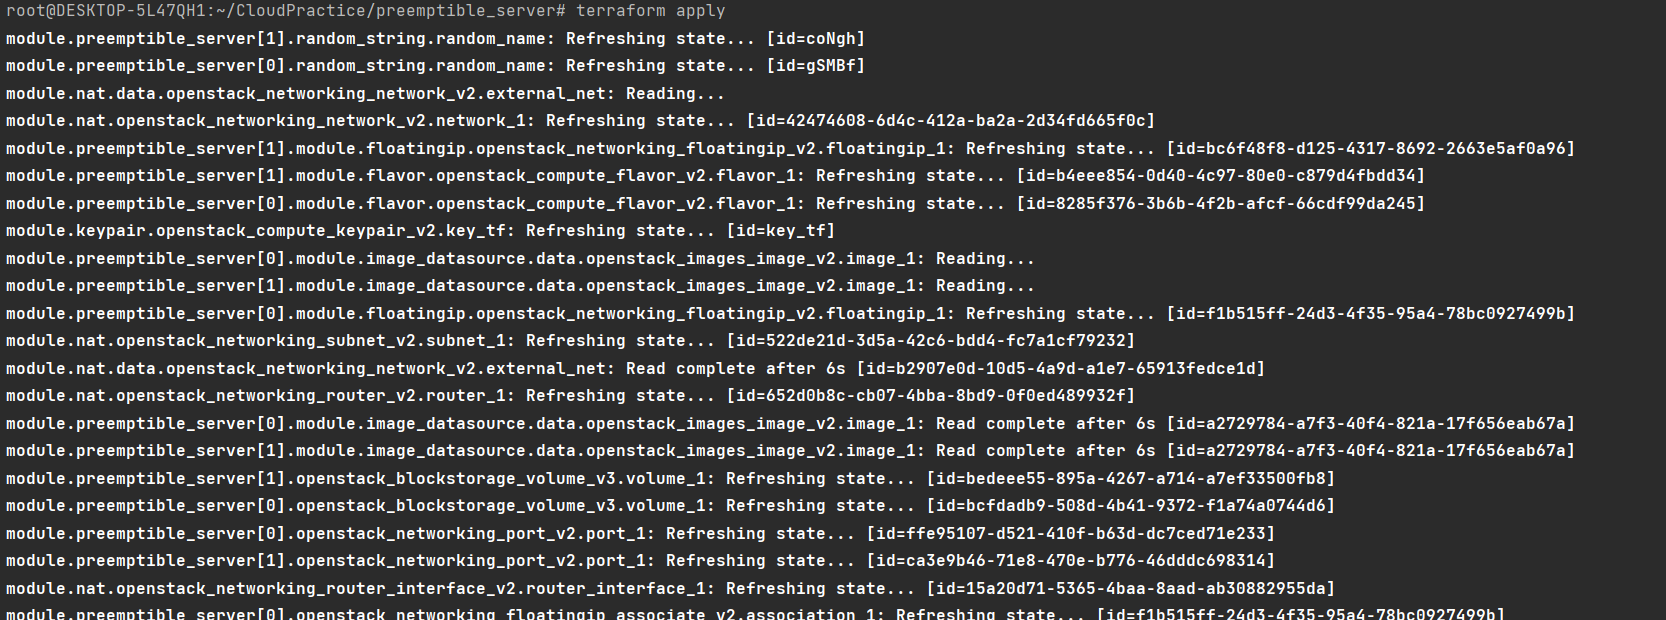 root@DESKTOP-5L47QH1:~/CloudPractice/preemptible_server# terraform apply
module.preemptible_server[1].random_string.random_name: Refreshing state... [id=coNgh]
module.preemptible_server[0].random_string.random_name: Refreshing state... [id=gSMBf]
module.nat.data.openstack_networking_network_v2.external_net: Reading...
module.nat.openstack_networking_network_v2.network_1: Refreshing state... [id=42474608-6d4c-412a-ba2a-2d34fd665f0c]
module.preemptible_server[1].module.floatingip.openstack_networking_floatingip_v2.floatingip_1: Refreshing state... [id=bc6f48f8-d125-4317-8692-2663e5af0a96]
module.preemptible_server[1].module.flavor.openstack_compute_flavor_v2.flavor_1: Refreshing state... [id=b4eee854-0d40-4c97-80e0-c879d4fbdd34]
module.preemptible_server[0].module.flavor.openstack_compute_flavor_v2.flavor_1: Refreshing state... [id=8285f376-3b6b-4f2b-afcf-66cdf99da245]
module.keypair.openstack_compute_keypair_v2.key_tf: Refreshing state... [id=key_tf]
module.preemptible_server[0].module.image_datasource.data.openstack_images_image_v2.image_1: Reading...
module.preemptible_server[1].module.image_datasource.data.openstack_images_image_v2.image_1: Reading...
module.preemptible_server[0].module.floatingip.openstack_networking_floatingip_v2.floatingip_1: Refreshing state... [id=f1b515ff-24d3-4f35-95a4-78bc0927499b]
module.nat.openstack_networking_subnet_v2.subnet_1: Refreshing state... [id=522de21d-3d5a-42c6-bdd4-fc7a1cf79232]
module.nat.data.openstack_networking_network_v2.external_net: Read complete after 6s [id=b2907e0d-10d5-4a9d-a1e7-65913fedce1d]
module.nat.openstack_networking_router_v2.router_1: Refreshing state... [id=652d0b8c-cb07-4bba-8bd9-0f0ed489932f]
module.preemptible_server[0].module.image_datasource.data.openstack_images_image_v2.image_1: Read complete after 6s [id=a2729784-a7f3-40f4-821a-17f656eab67a]
module.preemptible_server[1].module.image_datasource.data.openstack_images_image_v2.image_1: Read complete after 6s [id=a2729784-a7f3-40f4-821a-17f656eab67a]
module.preemptible_server[1].openstack_blockstorage_volume_v3.volume_1: Refreshing state... [id=bedeee55-895a-4267-a714-a7ef33500fb8]
module.preemptible_server[0].openstack_blockstorage_volume_v3.volume_1: Refreshing state... [id=bcfdadb9-508d-4b41-9372-f1a74a0744d6]
module.preemptible_server[0].openstack_networking_port_v2.port_1: Refreshing state... [id=ffe95107-d521-410f-b63d-dc7ced71e233]
module.preemptible_server[1].openstack_networking_port_v2.port_1: Refreshing state... [id=ca3e9b46-71e8-470e-b776-46dddc698314]
module.nat.openstack_networking_router_interface_v2.router_interface_1: Refreshing state... [id=15a20d71-5365-4baa-8aad-ab30882955da]
module.preemptible_server[0].openstack_networking_floatingip_associate_v2.association_1: Refreshing state... [id=f1b515ff-24d3-4f35-95a4-78bc0927499b]